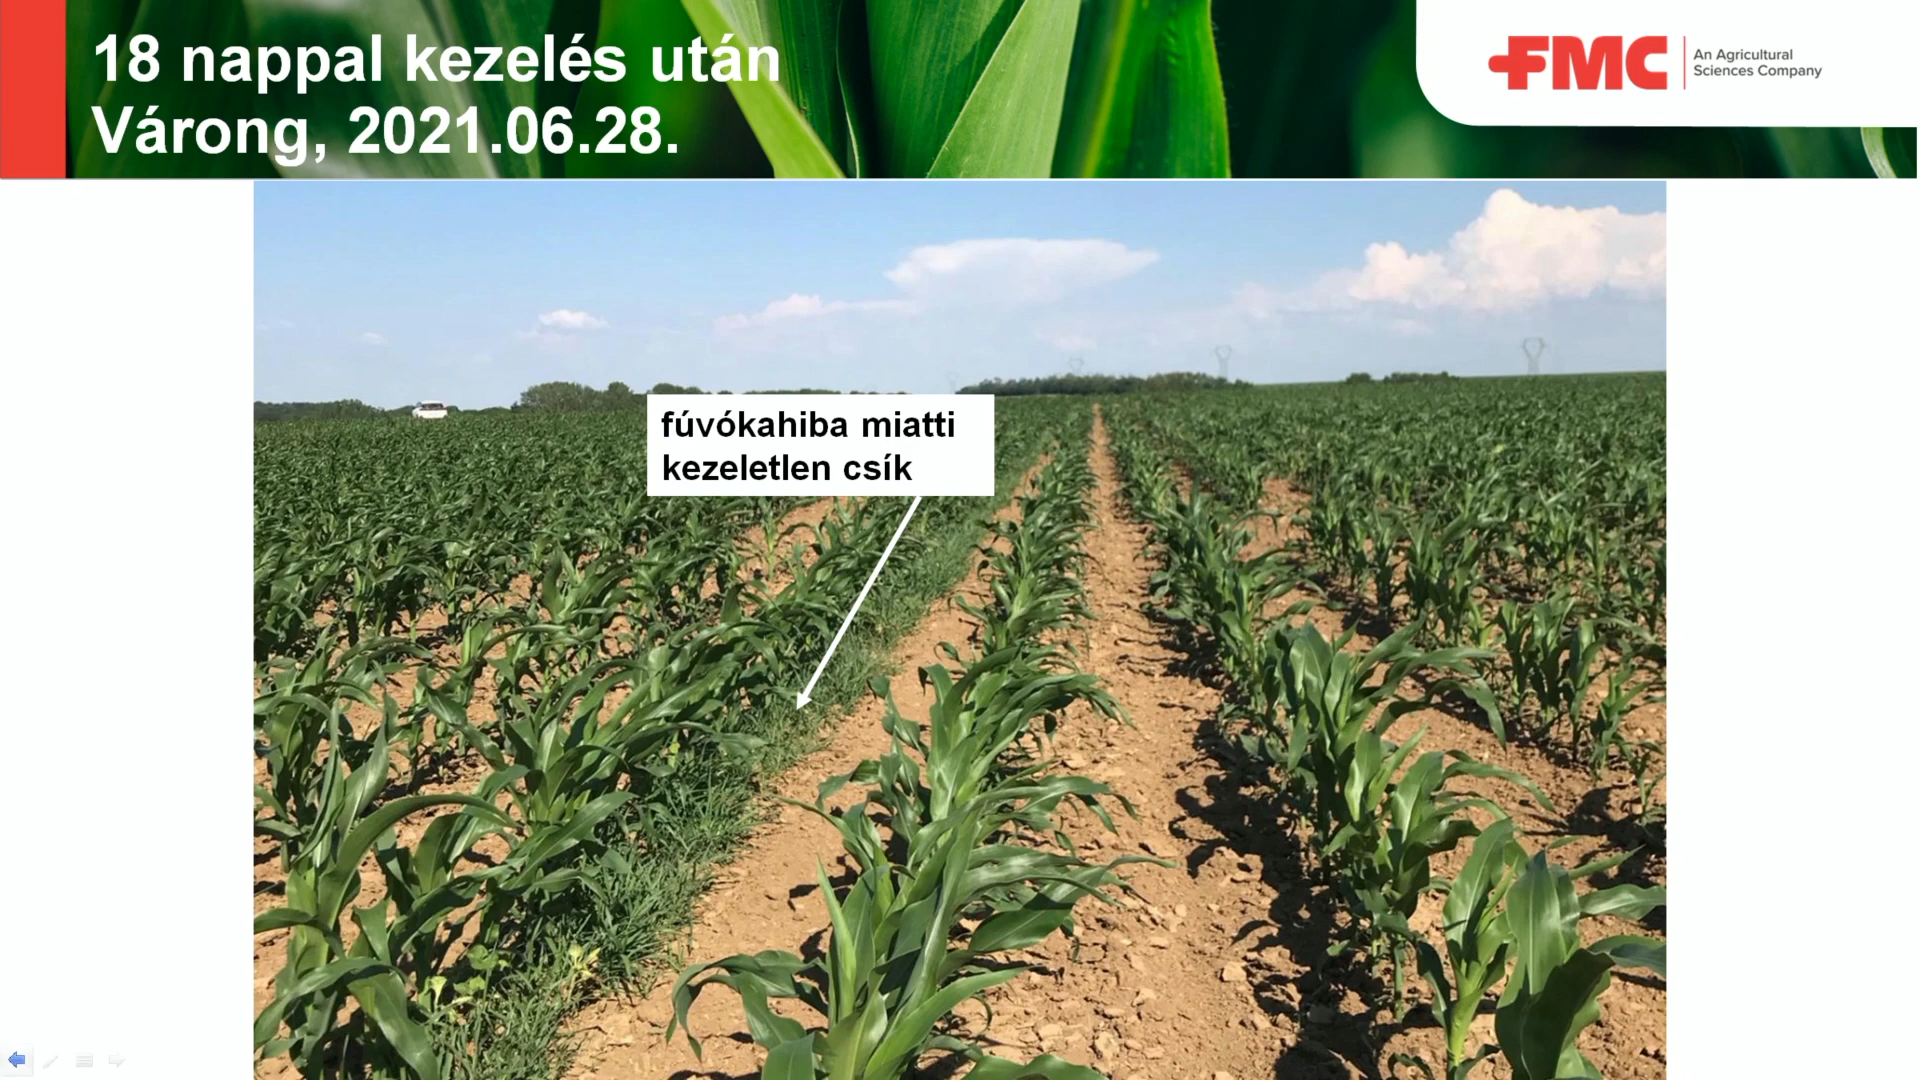 18 nappal kezelés után
Várong, 2021.06.28.
FMC
An Agricultural
Sciences Company
fúvókahiba miatti
kezeletlen csík